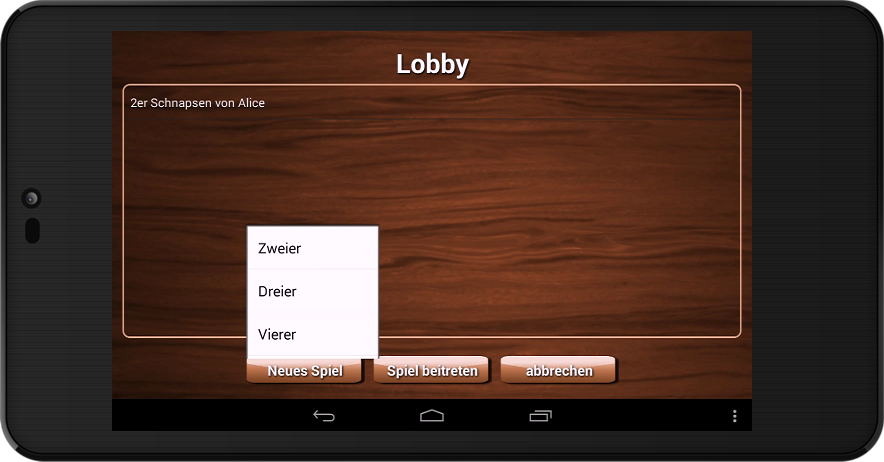 Lobby
2er Schnapsen von Alice
Zweier
Dreier
Vierer
Neues Spiel
Spiel beitreten
abbrechen